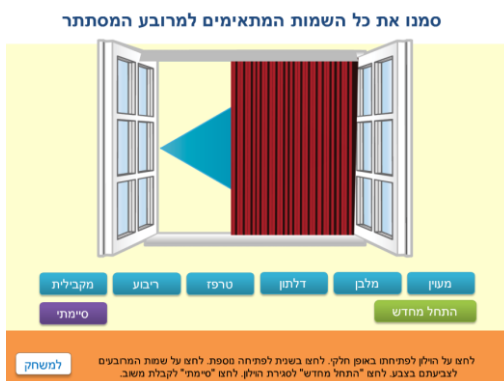 סמנו את כל השמות המתאימים למרובע המסתתר
מעוין
מלבן
דלתון
טרפז
ריבוע
מקבילית
התחל מחדש
סיימתי
לחצו על הוילון לפתיחתו באופן חלקי. לחצו בשנית לפתיחה נוספת. לחצו על שמות המרובעים
לצביעתם בצבע. לחצו "התחל מחדש" לסגירת הוילון. לחצו "סיימתי" לקבלת משוב.
למשחק